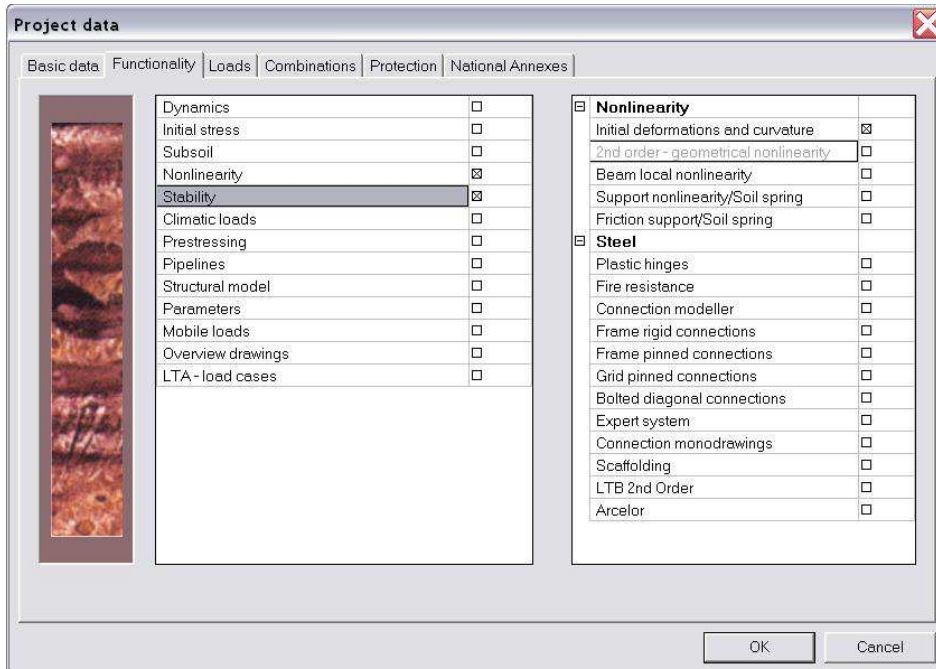 Project data
Basic data Functionality Loads Combinations Protection National Annexes
Dynamics
Initial stress
Subsoil
Nonlinearity
Stability
Climatic loads
Prestressing
Pipelines
Structural model
Parameters
Mobile loads
Overview drawings
LTA - load cases
Nonlinearity
Initial deformations and curvature
2nd order - geometrical nonlinearity
Beam local nonlinearity
Support nonlinearity/Soil spring
Friction support/Soil spring
Steel
Plastic hinges
Fire resistance
Connection modeller
Frame rigid connections
Frame pinned connections
Grid pinned connections
Bolted diagonal connections
Expert system
Connection monodrawings
Scaffolding
LTB 2nd Order
Arcelor
OK Cancel